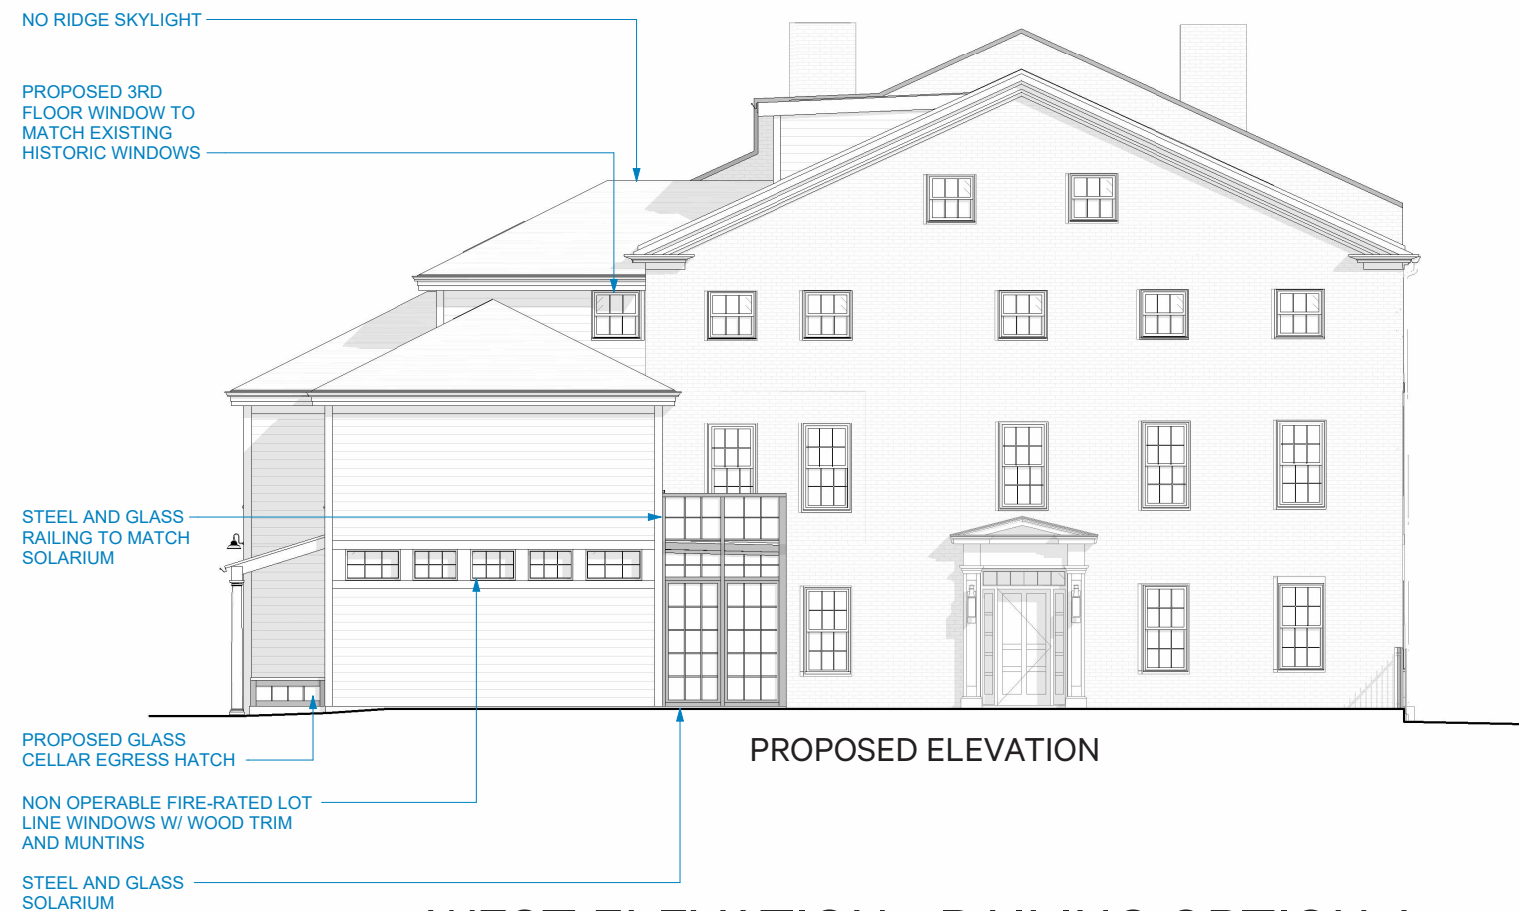 NO RIDGE SKYLIGHT
PROPOSED 3RD
FLOOR WINDOW TO
MATCH EXISTING
HISTORIC WINDOWS
STEEL AND GLASS
RAILING TO MATCH
SOLARIUM
PROPOSED GLASS
CELLAR EGRESS HATCH
NON OPERABLE FIRE-RATED LOT
LINE WINDOWS W/ WOOD TRIM
AND MUNTINS
STEEL AND GLASS
SOLARIUM
PROPOSED ELEVATION